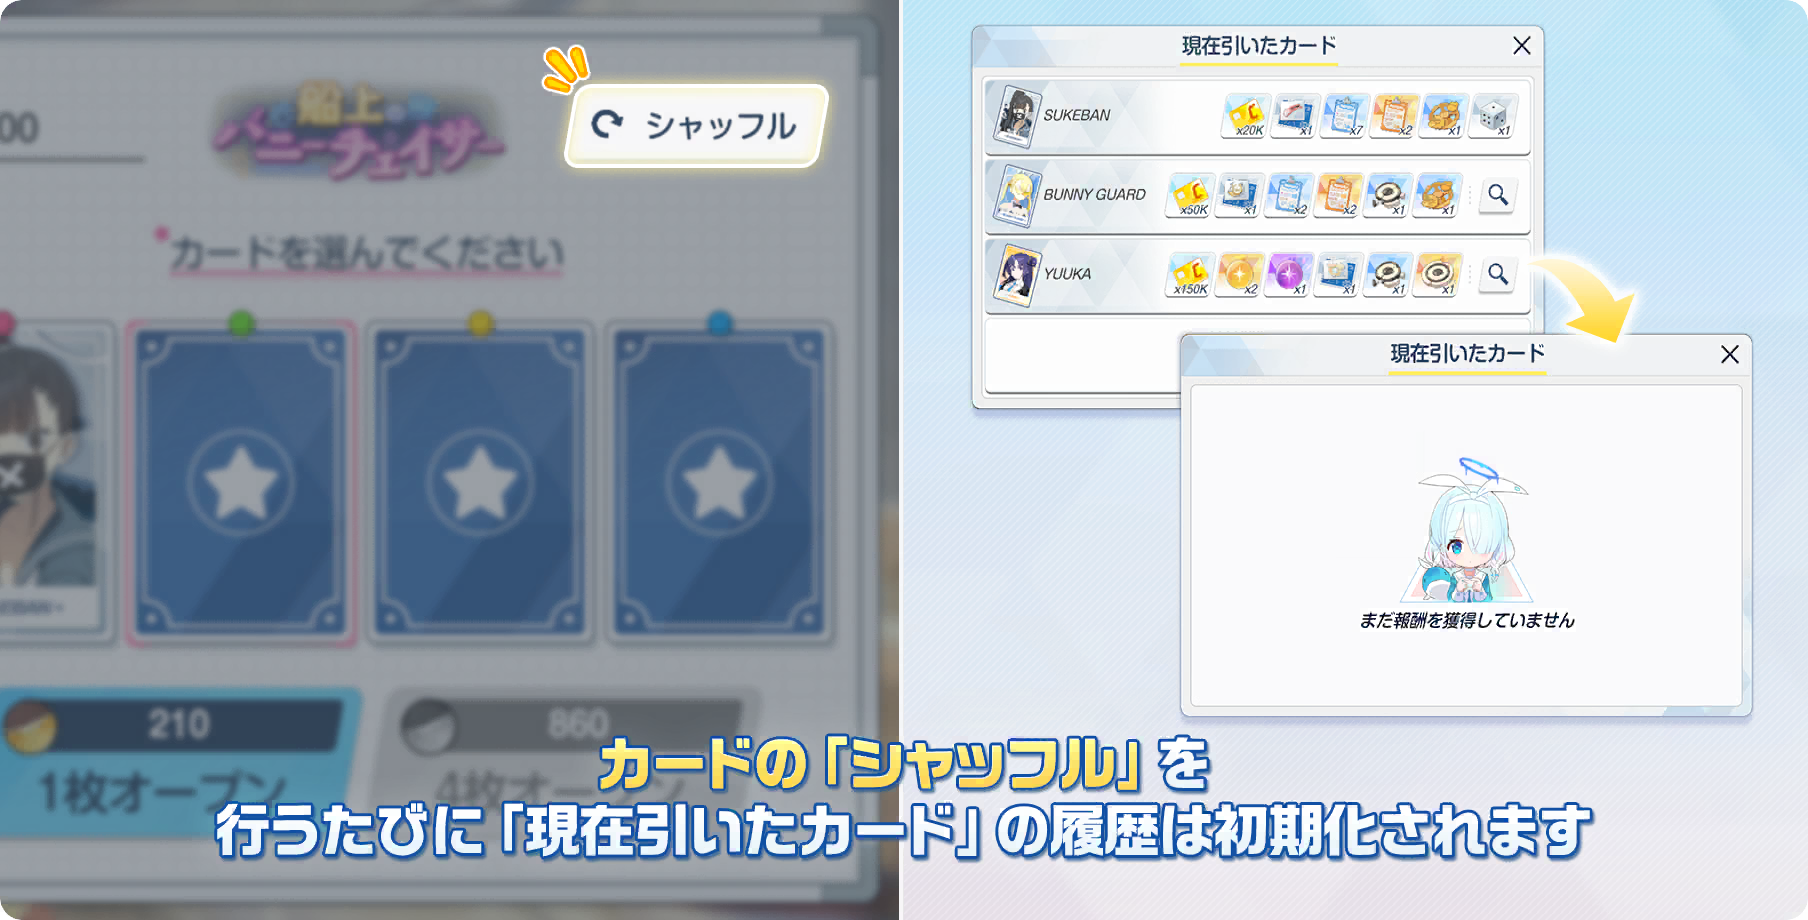 00
船上の
バニーチェイサー
シャッフル
カードを選んでください
210
1枚オープン
860
4枚オープン
現在引いたカード
SUKEBAN
x20K
x1
x7
x2
x1
x1
BUNNY GUARD
x50K
x1
x2
x2
x1
x1
YUUKA
x150K
x2
x1
x1
x1
x1
現在引いたカード
まだ報酬を獲得していません
カードの「シャッフル」を
行うたびに「現在引いたカード」の履歴は初期化されます